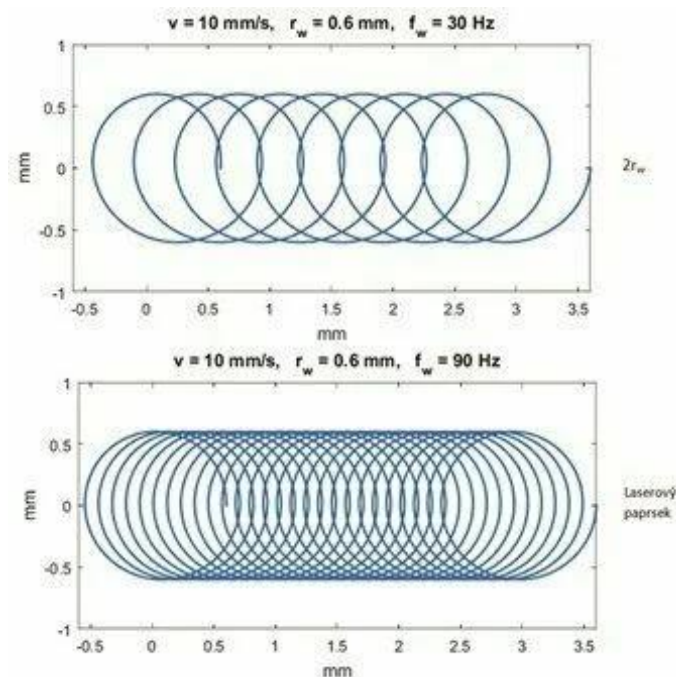 v = 10 mm/s, r_w = 0.6 mm, f_w = 30 Hz
1
0.5
0
-0.5
-1
mm
2r_w
-0.5 0 0.5 1 1.5 2 2.5 3 3.5
mm
v = 10 mm/s, r_w = 0.6 mm, f_w = 90 Hz
1
0.5
0
-0.5
-1
mm
Laserový
paprsek
-0.5 0 0.5 1 1.5 2 2.5 3 3.5
mm